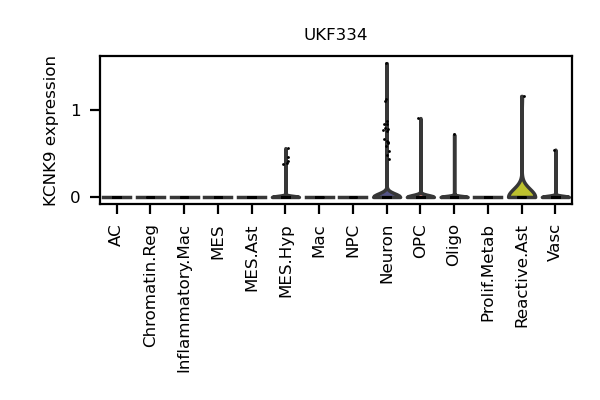 UKF334
KCNK9 expression
1
0
AC
Chromatin.Reg
Inflammatory.Mac
MES
MES.Ast
MES.Hyp
Mac
NPC
Neuron
OPC
Oligo
Prolif.Metab
Reactive.Ast
Vasc